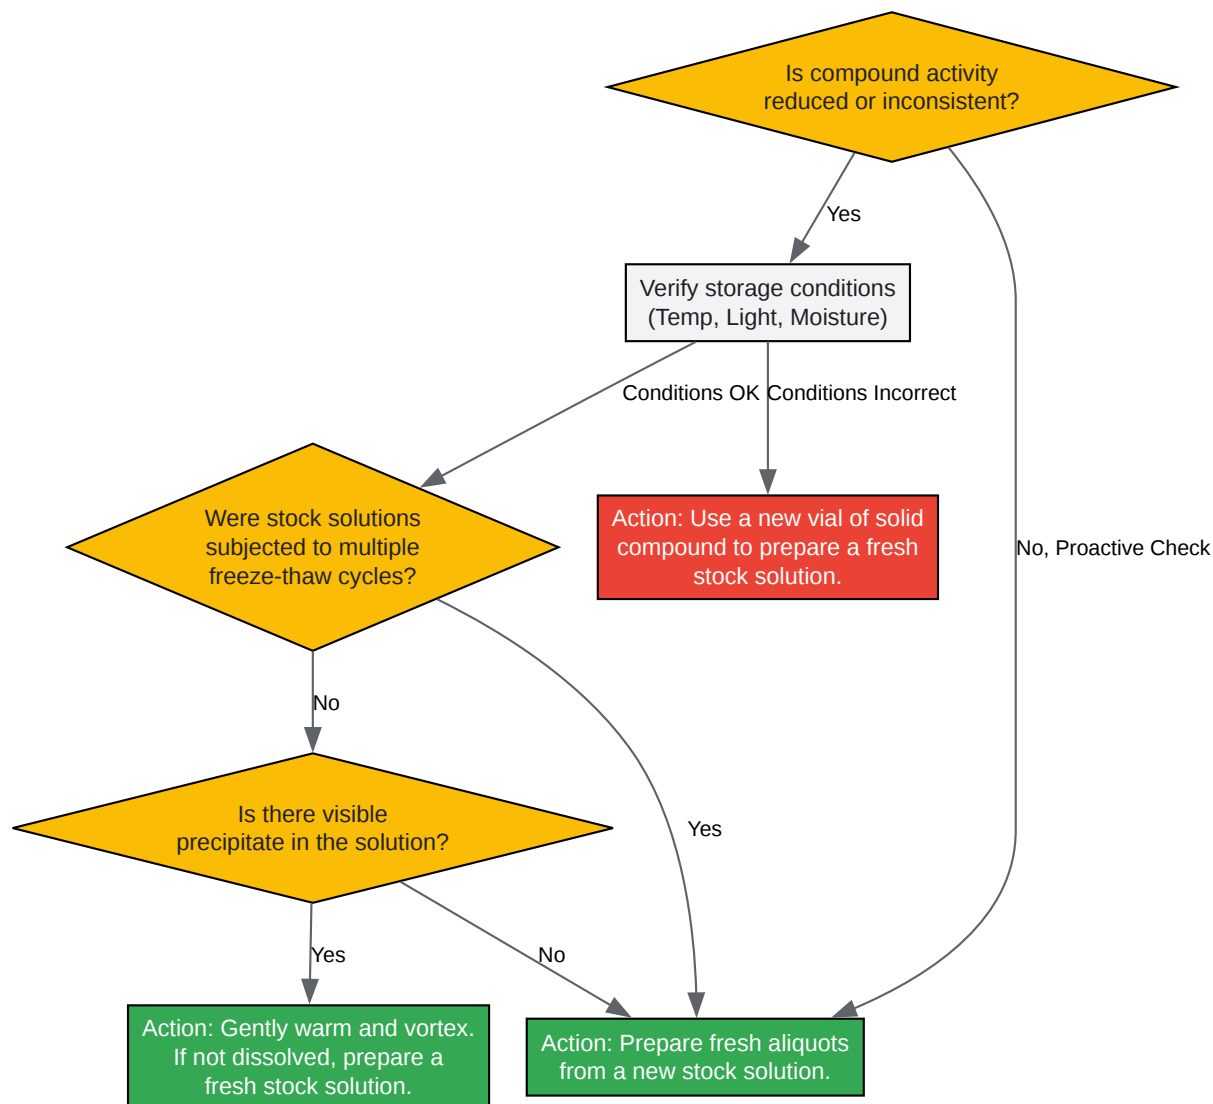 Is compound activity
reduced or inconsistent?
Yes
Verify storage conditions
(Temp, Light, Moisture)
Conditions OK
Conditions Incorrect
Were stock solutions
subjected to multiple
freeze-thaw cycles?
Action: Use a new vial of solid
compound to prepare a fresh
stock solution.
No, Proactive Check
No
Is there visible
precipitate in the solution?
Yes
Yes
No
Action: Gently warm and vortex.
If not dissolved, prepare a
fresh stock solution.
Action: Prepare fresh aliquots
from a new stock solution.